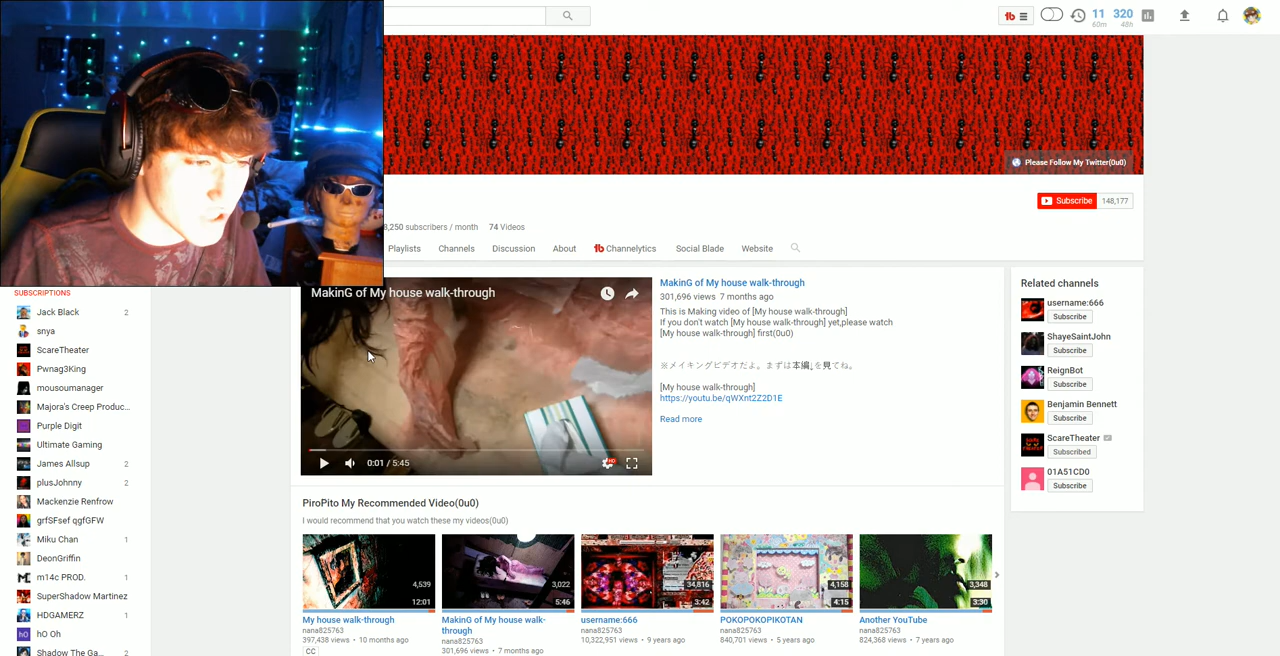 11
60m
320
48h
Please Follow My Twitter(0u0)
Subscribe
148,177
3,250 subscribers / month 74 Videos
Playlists
Channels
Discussion
About
Channelytics
Social Blade
Website
SUBSCRIPTIONS
Jack Black 2
snya
ScareTheater
Pwnag3King
mousoumanager
Majora's Creep Produc...
Purple Digit
Ultimate Gaming
James Allsup 2
plusJohnny 2
Mackenzie Renfrow
grfSFsef qgfGFW
Miku Chan 1
DeonGriffin
m14c PROD. 1
SuperShadow Martinez
HDGAMERZ 1
hO hO Oh
Shadow The Ga... 2
MakinG of My house walk-through
0:01 / 5:45
HD
MakinG of My house walk-through
301,696 views 7 months ago
This is Making video of [My house walk-through]
If you don't watch [My house walk-through] yet,please watch
[My house walk-through] first(0u0)
※メイキングビデオだよ。まずは本編↓を見てね。
[My house walk-through]
https://youtu.be/qWXnt2Z2D1E
Read more
PiroPito My Recommended Video(0u0)
I would recommend that you watch these my videos(0u0)
4,539
12:01
My house walk-through
nana825763
397,438 views • 10 months ago
CC
3,022
5:46
MakinG of My house walk-
through
nana825763
301,696 views • 7 months ago
34,816
3:42
username:666
nana825763
10,322,951 views • 9 years ago
4,158
4:15
POKOPOKOPIKOTAN
nana825763
840,701 views • 5 years ago
3,348
3:30
Another YouTube
nana825763
824,368 views • 7 years ago
Related channels
username:666
Subscribe
ShayeSaintJohn
Subscribe
ReignBot
Subscribe
Benjamin Bennett
Subscribe
ScareTheater
Subscribed
01A51CD0
Subscribe